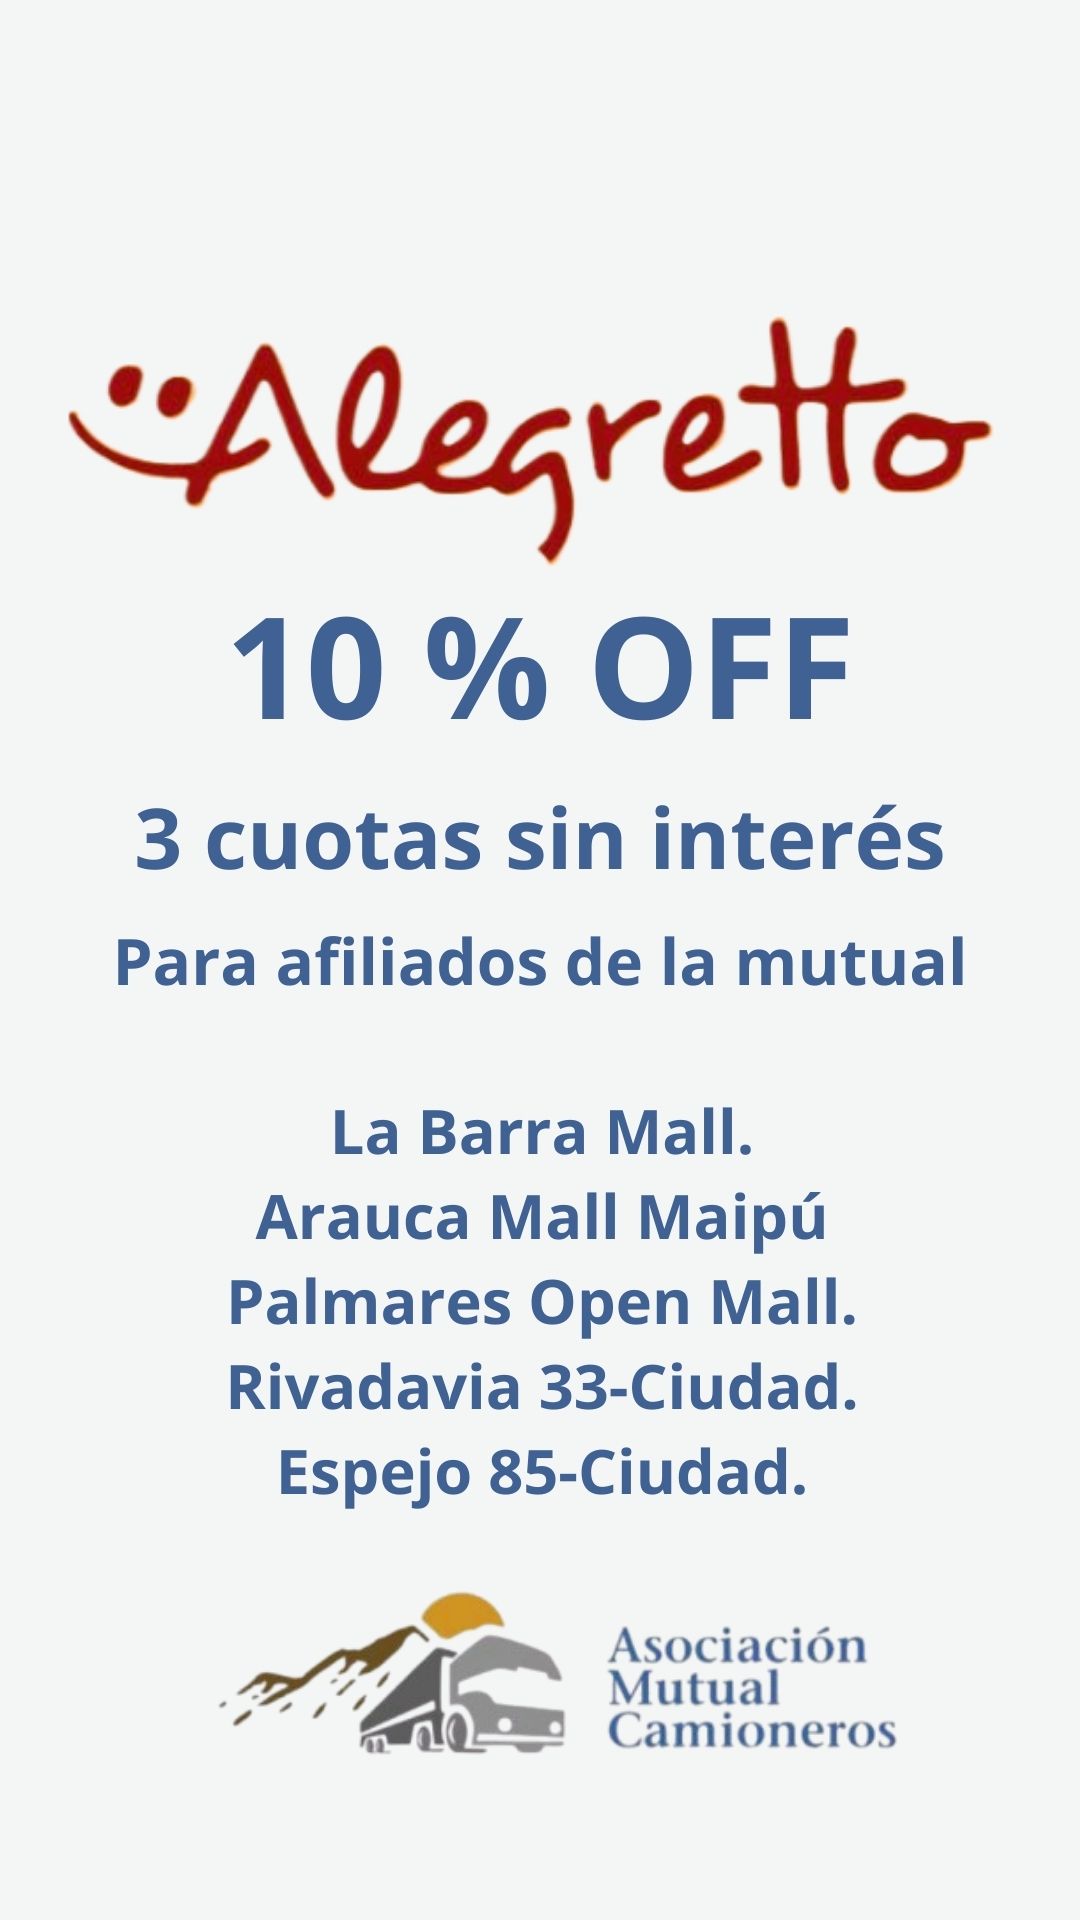 Alegretto
10 % OFF
3 cuotas sin interés
Para afiliados de la mutual
La Barra Mall.
Arauca Mall Maipú
Palmares Open Mall.
Rivadavia 33-Ciudad.
Espejo 85-Ciudad.
Asociación
Mutual
Camioneros